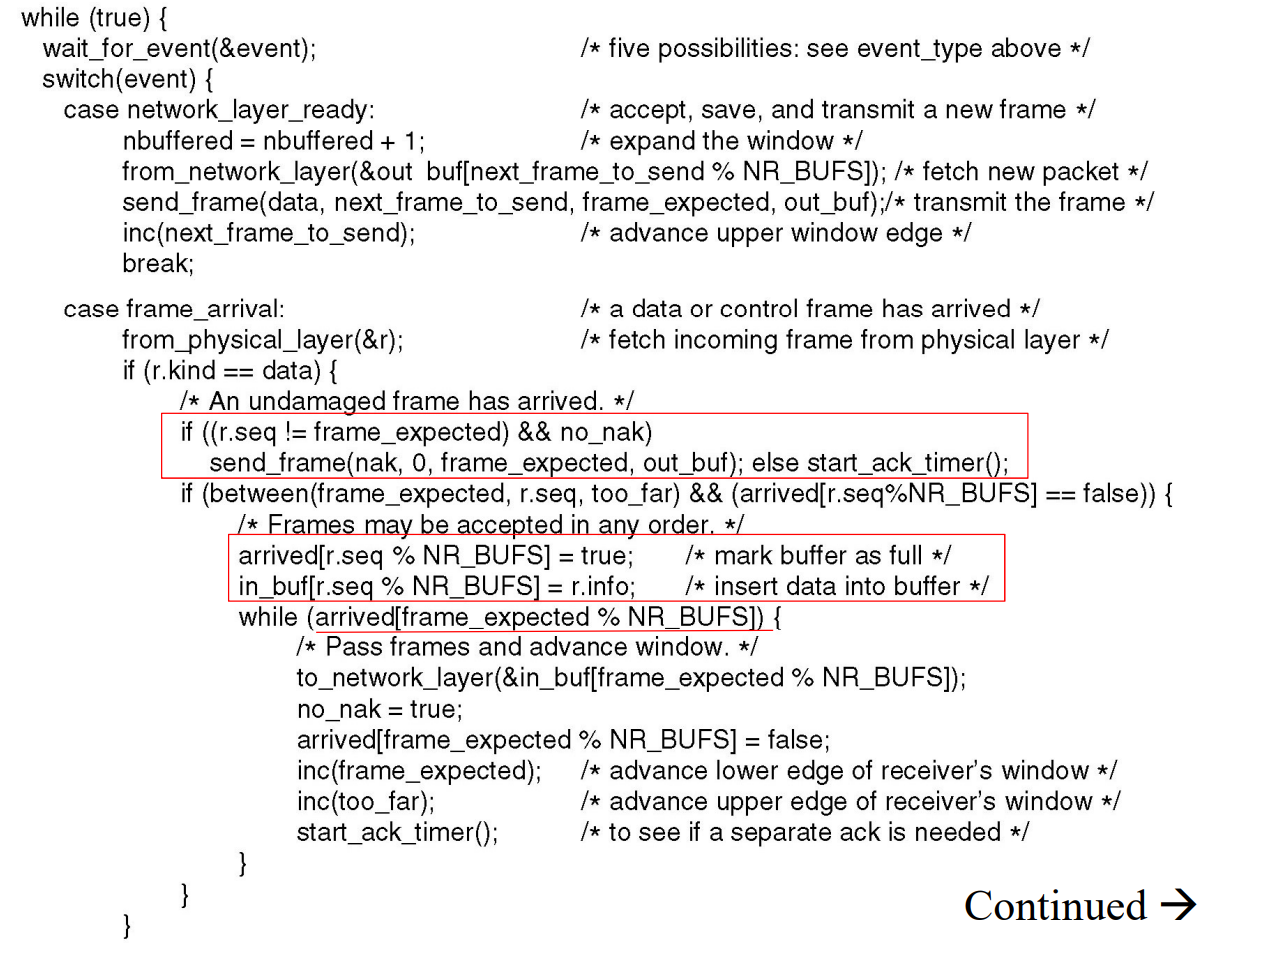 while (true) {
wait_for_event(&event); /* five possibilities: see event_type above */
switch(event) {
case network_layer_ready: /* accept, save, and transmit a new frame */
nbuffered = nbuffered + 1; /* expand the window */
from_network_layer(&out buf[next_frame_to_send % NR_BUFS]); /* fetch new packet */
send_frame(data, next_frame_to_send, frame_expected, out_buf);/* transmit the frame */
inc(next_frame_to_send); /* advance upper window edge */
break;
case frame_arrival: /* a data or control frame has arrived */
from_physical_layer(&r); /* fetch incoming frame from physical layer */
if (r.kind == data) {
/* An undamaged frame has arrived. */
if ((r.seq != frame_expected) && no_nak)
send_frame(nak, 0, frame_expected, out_buf); else start_ack_timer();
if (between(frame_expected, r.seq, too_far) && (arrived[r.seq%NR_BUFS] == false)) {
/* Frames may be accepted in any order. */
arrived[r.seq % NR_BUFS] = true; /* mark buffer as full */
in_buf[r.seq % NR_BUFS] = r.info; /* insert data into buffer */
while (arrived[frame_expected % NR_BUFS]) {
/* Pass frames and advance window. */
to_network_layer(&in_buf[frame_expected % NR_BUFS]);
no_nak = true;
arrived[frame_expected % NR_BUFS] = false;
inc(frame_expected); /* advance lower edge of receiver's window */
inc(too_far); /* advance upper edge of receiver's window */
start_ack_timer(); /* to see if a separate ack is needed */
}
}
}
Continued →